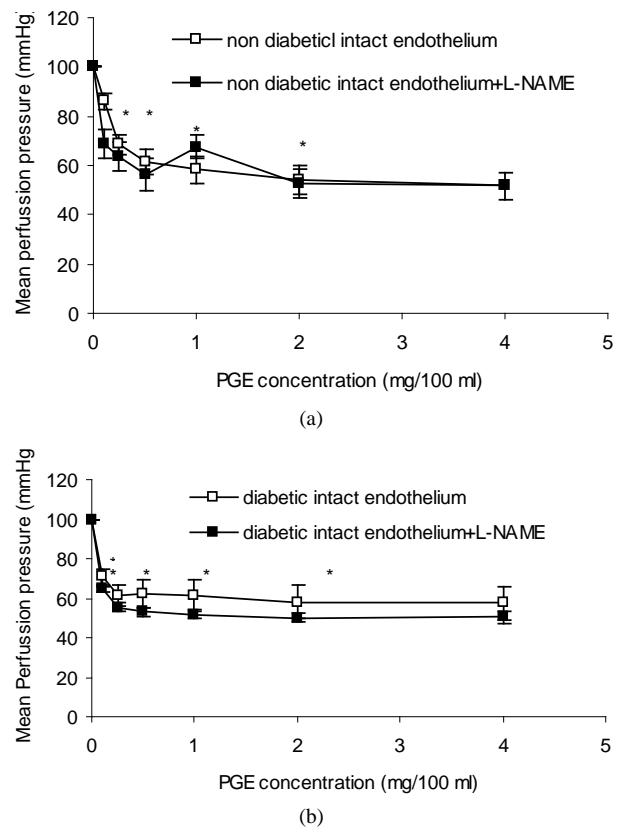 non diabeticl intact endothelium
non diabetic intact endothelium+L-NAME
Mean perfussion pressure (mmHg)
120
100
80
60
40
20
0
* * * *
0 1 2 3 4 5
PGE concentration (mg/100 ml)
(a)
diabetic intact endothelium
diabetic intact endothelium+L-NAME
Mean Perfussion pressure (mmHg
120
100
80
60
40
20
0
* * * *
0 1 2 3 4 5
PGE concentration (mg/100 ml)
(b)